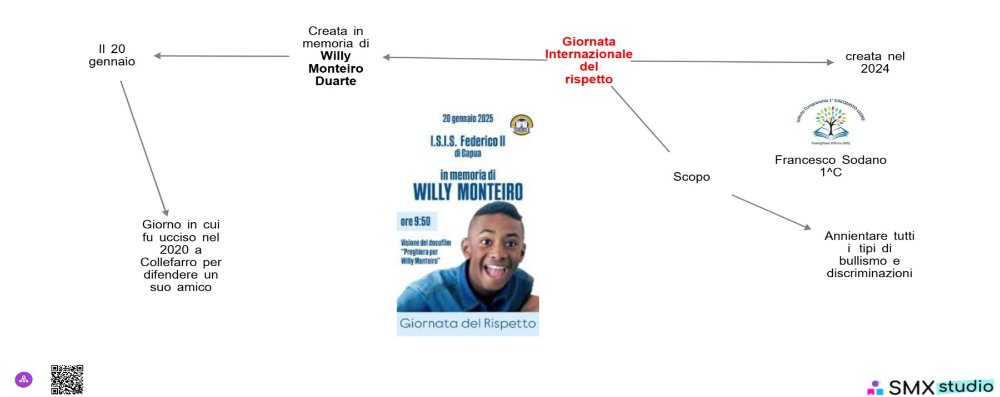 Il 20
gennaio
Creata in
memoria di
Willy
Monteiro
Duarte
Giornata
Internazionale
del
rispetto
creata nel
2024
Francesco Sodano
1^C
Scopo
Annientare tutti
i tipi di
bullismo e
discriminazioni
Giorno in cui
fu ucciso nel
2020 a
Collefarro per
difendere un
suo amico
20 gennaio 2025
I.S.I.S. Federico II
di Capua
in memoria di
WILLY MONTEIRO
ore 9:50
Visione del docufilm
"Preghiera per
Willy Monteiro"
Giornata del Rispetto
SMX studio